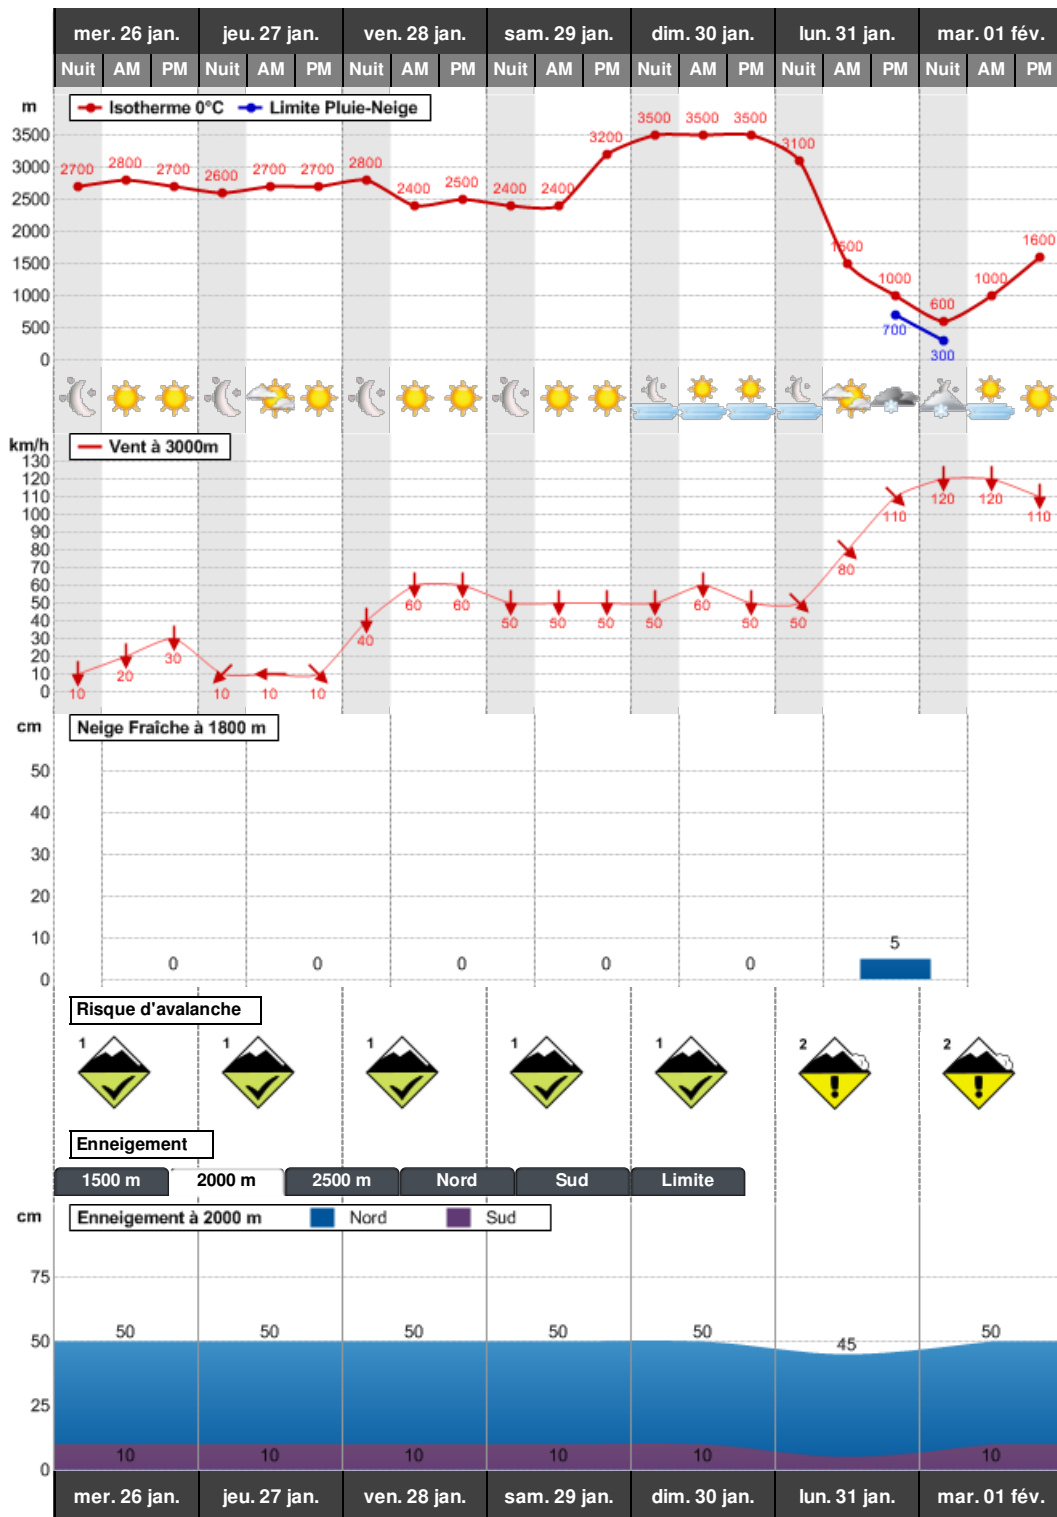 mer. 26 jan. jeu. 27 jan. ven. 28 jan. sam. 29 jan. dim. 30 jan. lun. 31 jan. mar. 01 fév.
Nuit AM PM Nuit AM PM Nuit AM PM Nuit AM PM Nuit AM PM Nuit AM PM Nuit AM PM
m Isotherme 0°C Limite Pluie-Neige
3500 3500 3500 3500
3000 3200 3100
2500 2700 2800 2700 2600 2700 2700 2800 2400 2500 2400 2400
2000
1500 1500 1600
1000 1000 1000
500 600 700
0 300
km/h Vent à 3000m
130
120 120 120
110 110 110
100
90
80 80
70
60 60 60 60
50 50 50 50 50 50 50
40 40
30 30
20 20
10 10 10 10 10
0
cm Neige Fraîche à 1800 m
50
40
30
20
10 5
0 0 0 0 0 0
Risque d'avalanche
1 1 1 1 1 2 2
Enneigement
1500 m 2000 m 2500 m Nord Sud Limite
cm Enneigement à 2000 m Nord Sud
75
50 50 50 50 50 50 45 50
25
0 10 10 10 10 10 10
mer. 26 jan. jeu. 27 jan. ven. 28 jan. sam. 29 jan. dim. 30 jan. lun. 31 jan. mar. 01 fév.